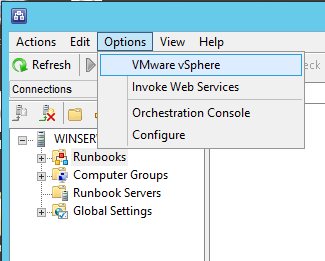 Actions Edit Options View Help
Refresh
VMware vSphere
Invoke Web Services
Orchestration Console
Configure
Connections
WINSERV
Runbooks
Computer Groups
Runbook Servers
Global Settings